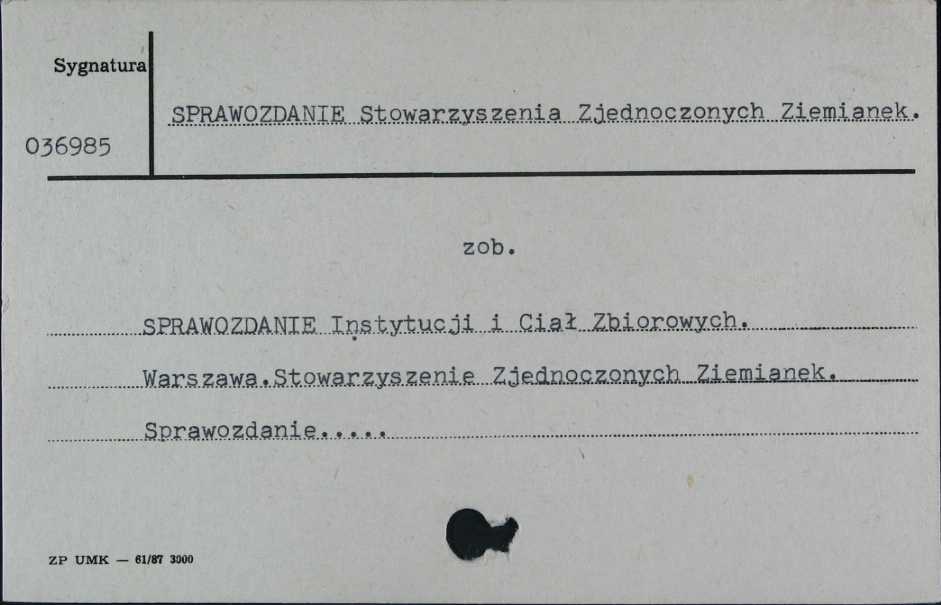 Sygnatura
SPRAWOZDANIE Stowarzyszenia Zjednoczonych Ziemianek.
036985
zob.
SPRAWOZDANIE Instytucji i Ciał Zbiorowych.
Warszawa.Stowarzyszenie Zjednoczonych Ziemianek.
Sprawozdanie.....
ZP UMK — 61/87 3000